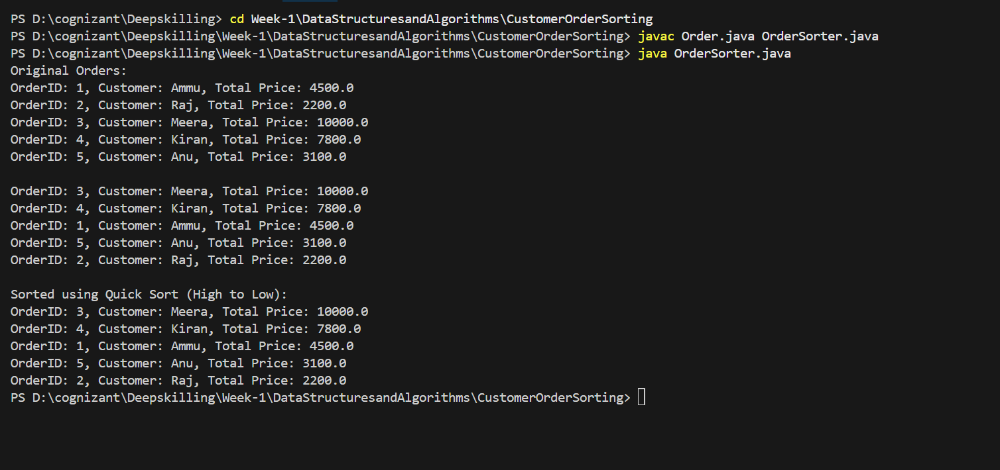 PS D:\cognizant\Deepskilling> cd Week-1\DataStructuresandAlgorithms\CustomerOrderSorting
PS D:\cognizant\Deepskilling\Week-1\DataStructuresandAlgorithms\CustomerOrderSorting> javac Order.java OrderSorter.java
PS D:\cognizant\Deepskilling\Week-1\DataStructuresandAlgorithms\CustomerOrderSorting> java OrderSorter.java
Original Orders:
OrderID: 1, Customer: Ammu, Total Price: 4500.0
OrderID: 2, Customer: Raj, Total Price: 2200.0
OrderID: 3, Customer: Meera, Total Price: 10000.0
OrderID: 4, Customer: Kiran, Total Price: 7800.0
OrderID: 5, Customer: Anu, Total Price: 3100.0

OrderID: 3, Customer: Meera, Total Price: 10000.0
OrderID: 4, Customer: Kiran, Total Price: 7800.0
OrderID: 1, Customer: Ammu, Total Price: 4500.0
OrderID: 5, Customer: Anu, Total Price: 3100.0
OrderID: 2, Customer: Raj, Total Price: 2200.0

Sorted using Quick Sort (High to Low):
OrderID: 3, Customer: Meera, Total Price: 10000.0
OrderID: 4, Customer: Kiran, Total Price: 7800.0
OrderID: 1, Customer: Ammu, Total Price: 4500.0
OrderID: 5, Customer: Anu, Total Price: 3100.0
OrderID: 2, Customer: Raj, Total Price: 2200.0
PS D:\cognizant\Deepskilling\Week-1\DataStructuresandAlgorithms\CustomerOrderSorting>